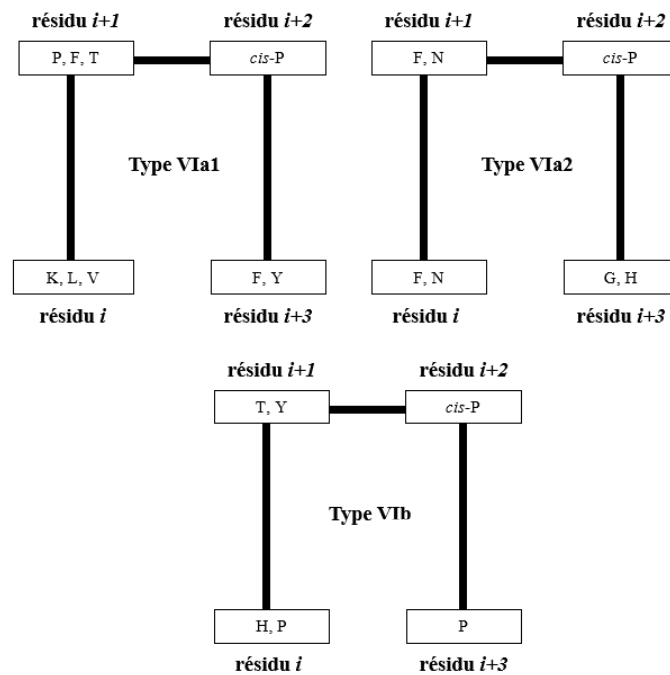 résidu i+1 résidu i+2
P, F, T cis-P
Type VIa1
K, L, V F, Y
résidu i résidu i+3
résidu i+1 résidu i+2
F, N cis-P
Type VIa2
F, N G, H
résidu i résidu i+3
résidu i+1 résidu i+2
T, Y cis-P
Type VIb
H, P P
résidu i résidu i+3